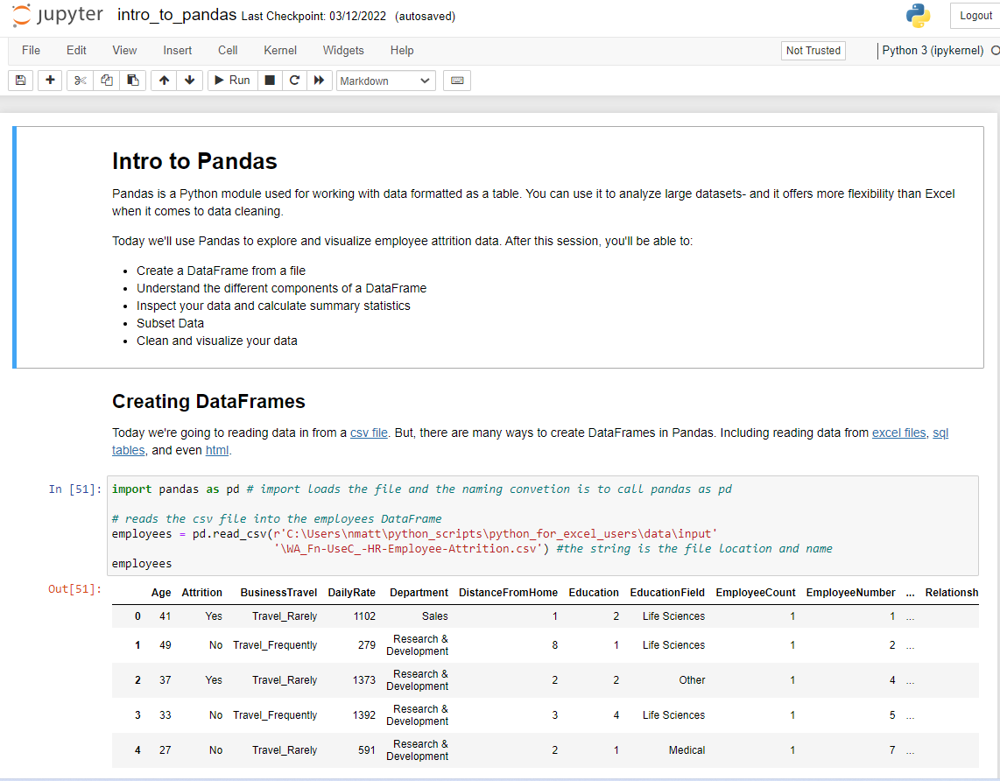 jupyter intro_to_pandas Last Checkpoint: 03/12/2022 (autosaved)
Logout
File Edit View Insert Cell Kernel Widgets Help
Not Trusted
Python 3 (ipykernel)
Run
Markdown
Intro to Pandas
Pandas is a Python module used for working with data formatted as a table. You can use it to analyze large datasets- and it offers more flexibility than Excel
when it comes to data cleaning.
Today we'll use Pandas to explore and visualize employee attrition data. After this session, you'll be able to:
• Create a DataFrame from a file
• Understand the different components of a DataFrame
• Inspect your data and calculate summary statistics
• Subset Data
• Clean and visualize your data
Creating DataFrames
Today we're going to reading data in from a csv file. But, there are many ways to create DataFrames in Pandas. Including reading data from excel files, sql
tables, and even html.
In [51]: import pandas as pd # import loads the file and the naming convetion is to call pandas as pd
# reads the csv file into the employees DataFrame
employees = pd.read_csv(r'C:\Users\nmatt\python_scripts\python_for_excel_users\data\input'
'\WA_Fn-UseC_-HR-Employee-Attrition.csv') #the string is the file location and name
employees
Out[51]:
Age Attrition BusinessTravel DailyRate Department DistanceFromHome Education EducationField EmployeeCount EmployeeNumber ... Relationsh
0 41 Yes Travel_Rarely 1102 Sales 1 2 Life Sciences 1 1 ...
1 49 No Travel_Frequently 279 Research &
Development 8 1 Life Sciences 1 2 ...
2 37 Yes Travel_Rarely 1373 Research &
Development 2 2 Other 1 4 ...
3 33 No Travel_Frequently 1392 Research &
Development 3 4 Life Sciences 1 5 ...
4 27 No Travel_Rarely 591 Research &
Development 2 1 Medical 1 7 ...